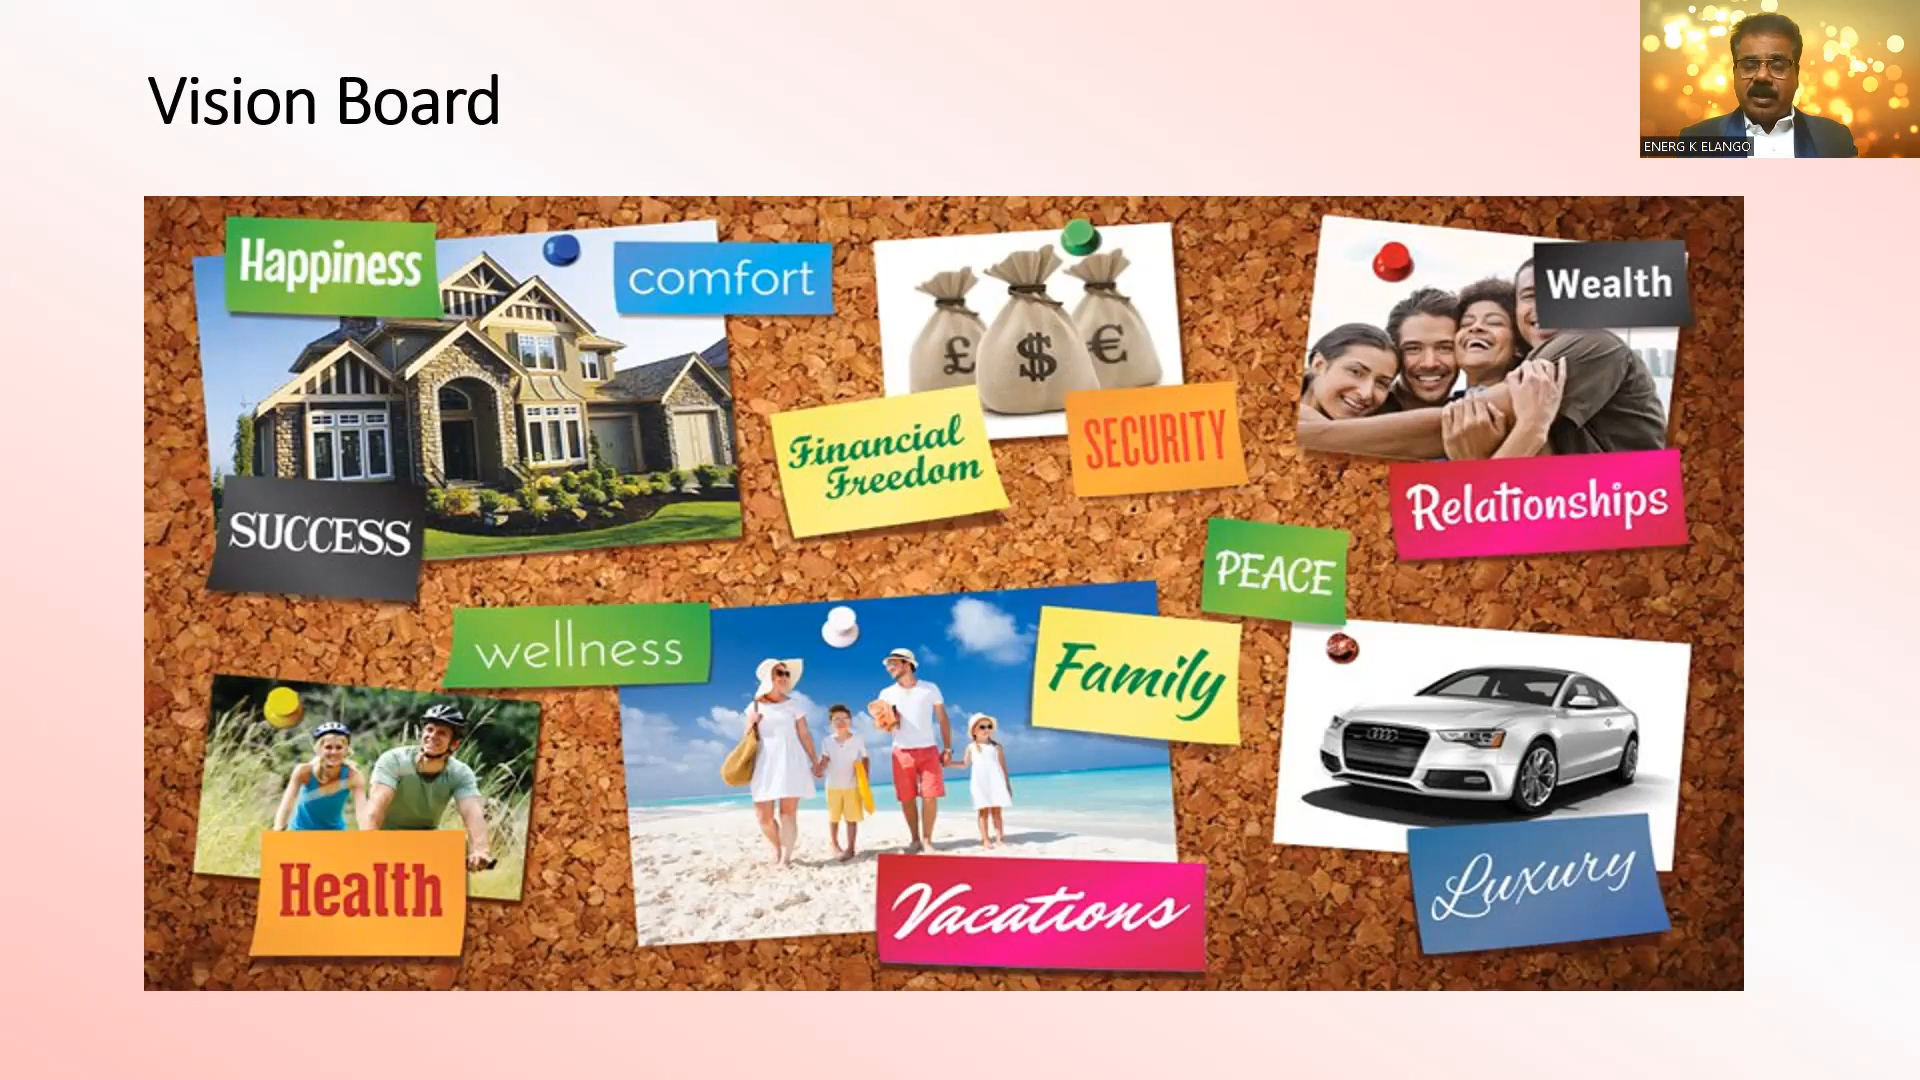 Vision Board
ENERG K ELANGO
Happiness
comfort
Wealth
£
$
€
Financial
Freedom
SECURITY
Relationships
SUCCESS
PEACE
wellness
Family
Health
Vacations
Luxury